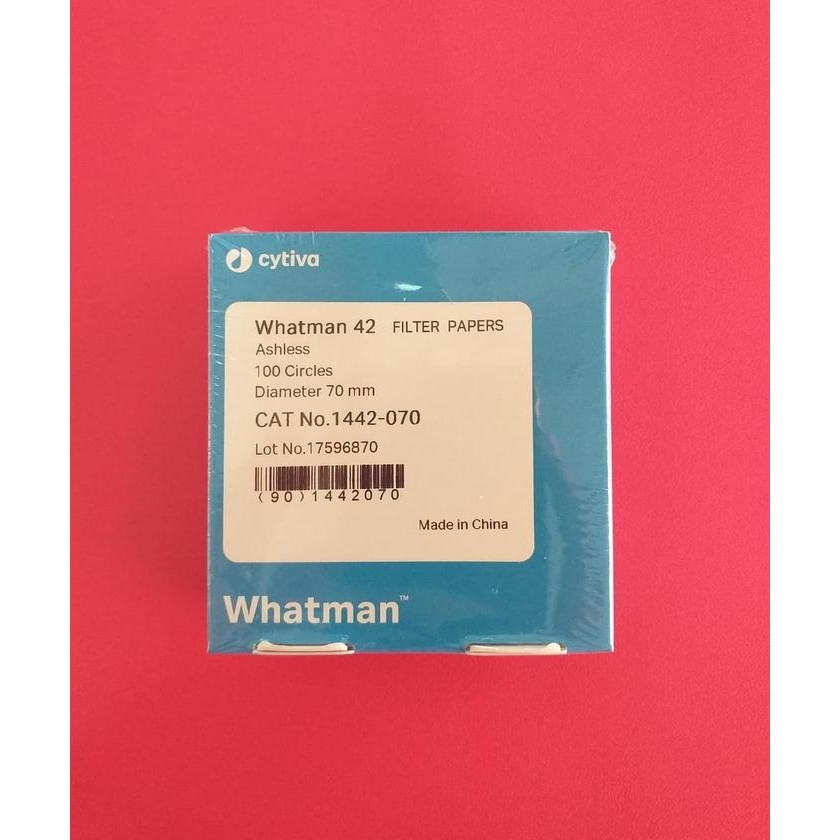 cytiva
Whatman 42 FILTER PAPERS
Ashless
100 Circles
Diameter 70 mm
CAT No.1442-070
Lot No.17596870
(90)1442070
Made in China
Whatman™